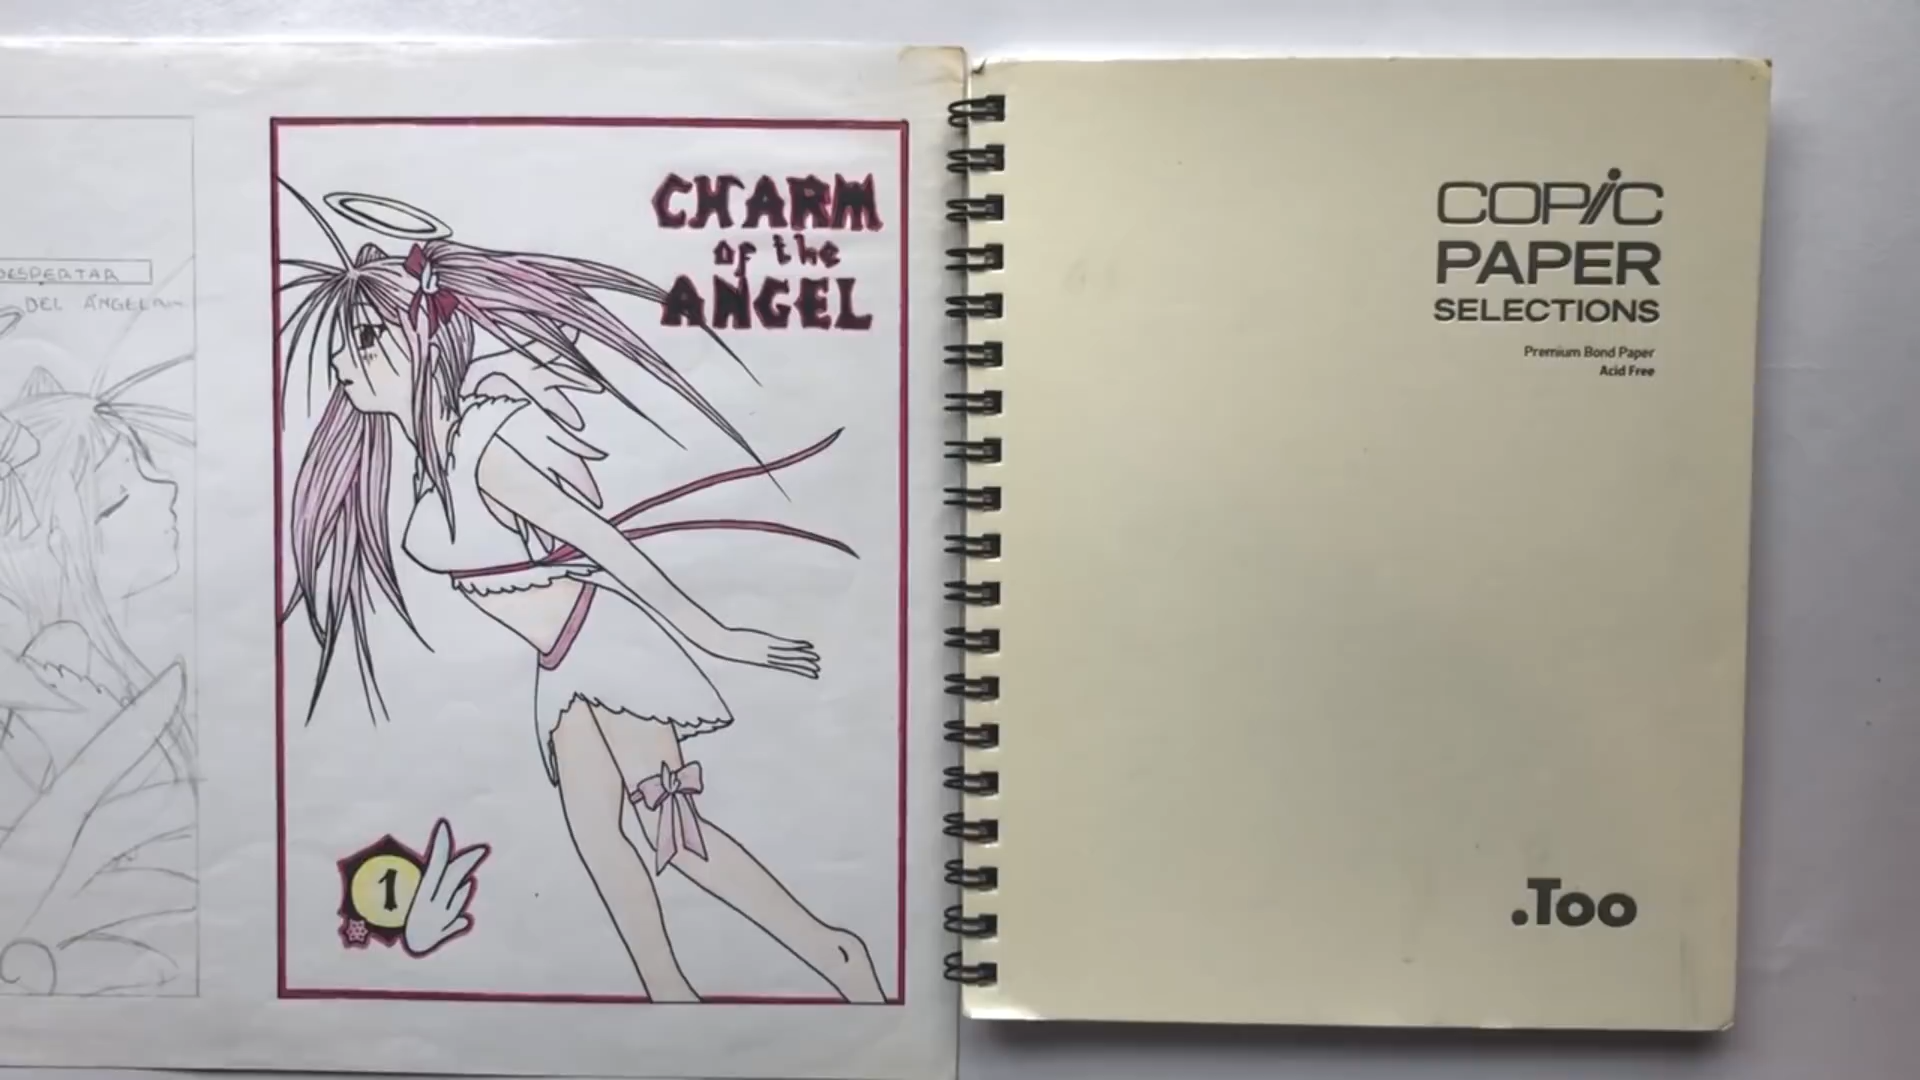 DESPERTAR
DEL ÁNGEL
CHARM
of the
ANGEL
1
COPIC
PAPER
SELECTIONS
Premium Bond Paper
Acid Free
.Too